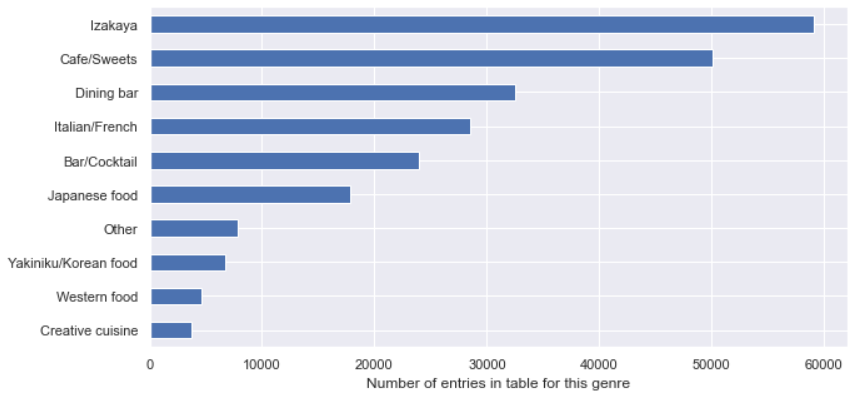 Izakaya
Cafe/Sweets
Dining bar
Italian/French
Bar/Cocktail
Japanese food
Other
Yakiniku/Korean food
Western food
Creative cuisine
0 10000 20000 30000 40000 50000 60000
Number of entries in table for this genre